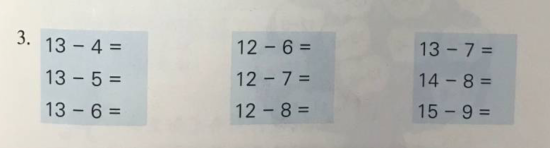 3.
13 – 4 =
13 – 5 =
13 – 6 =
12 – 6 =
12 – 7 =
12 – 8 =
13 – 7 =
14 – 8 =
15 – 9 =